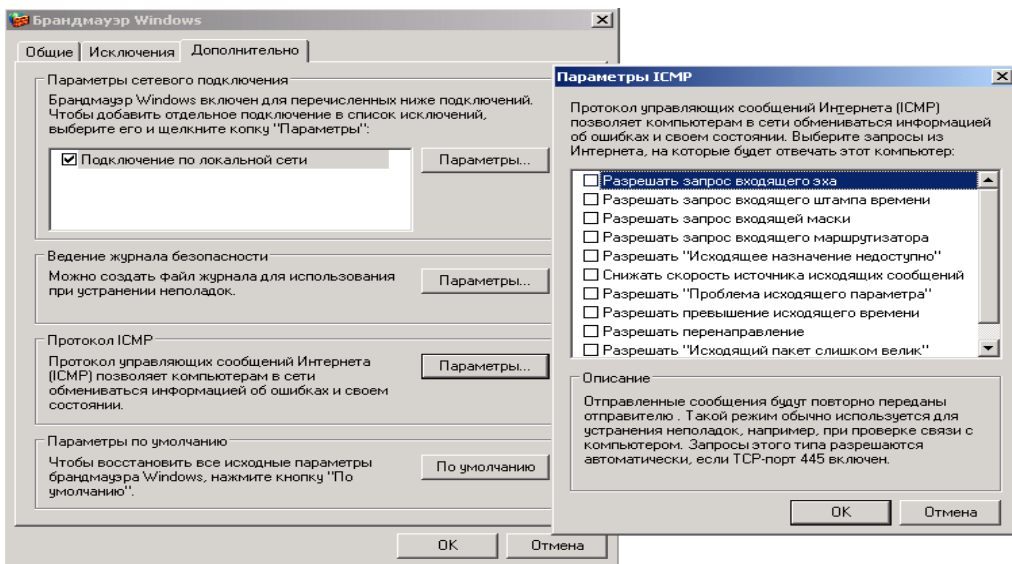 Брандмауэр Windows
Общие Исключения Дополнительно
Параметры сетевого подключения
Брандмауэр Windows включен для перечисленных ниже подключений.
Чтобы добавить отдельное подключение в список исключений,
выберите его и щелкните копку "Параметры":
Подключение по локальной сети
Параметры...
Ведение журнала безопасности
Можно создать файл журнала для использования
при устранении неполадок.
Параметры...
Протокол ICMP
Протокол управляющих сообщений Интернета
(ICMP) позволяет компьютерам в сети
обмениваться информацией об ошибках и своем
состоянии.
Параметры...
Параметры по умолчанию
Чтобы восстановить все исходные параметры
брандмауэра Windows, нажмите кнопку "По
умолчанию".
По умолчанию
OK Отмена
Параметры ICMP
Протокол управляющих сообщений Интернета (ICMP)
позволяет компьютерам в сети обмениваться информацией
об ошибках и своем состоянии. Выберите запросы из
Интернета, на которые будет отвечать этот компьютер:
Разрешать запрос входящего эха
Разрешать запрос входящего штампа времени
Разрешать запрос входящей маски
Разрешать запрос входящего маршрутизатора
Разрешать "Исходящее назначение недоступно"
Снижать скорость источника исходящих сообщений
Разрешать "Проблема исходящего параметра"
Разрешать превышение исходящего времени
Разрешать перенаправление
Разрешать "Исходящий пакет слишком велик"
Описание
Отправленные сообщения будут повторно переданы
отправителю . Такой режим обычно используется для
устранения неполадок, например, при проверке связи с
компьютером. Запросы этого типа разрешаются
автоматически, если TCP-порт 445 включен.
OK Отмена